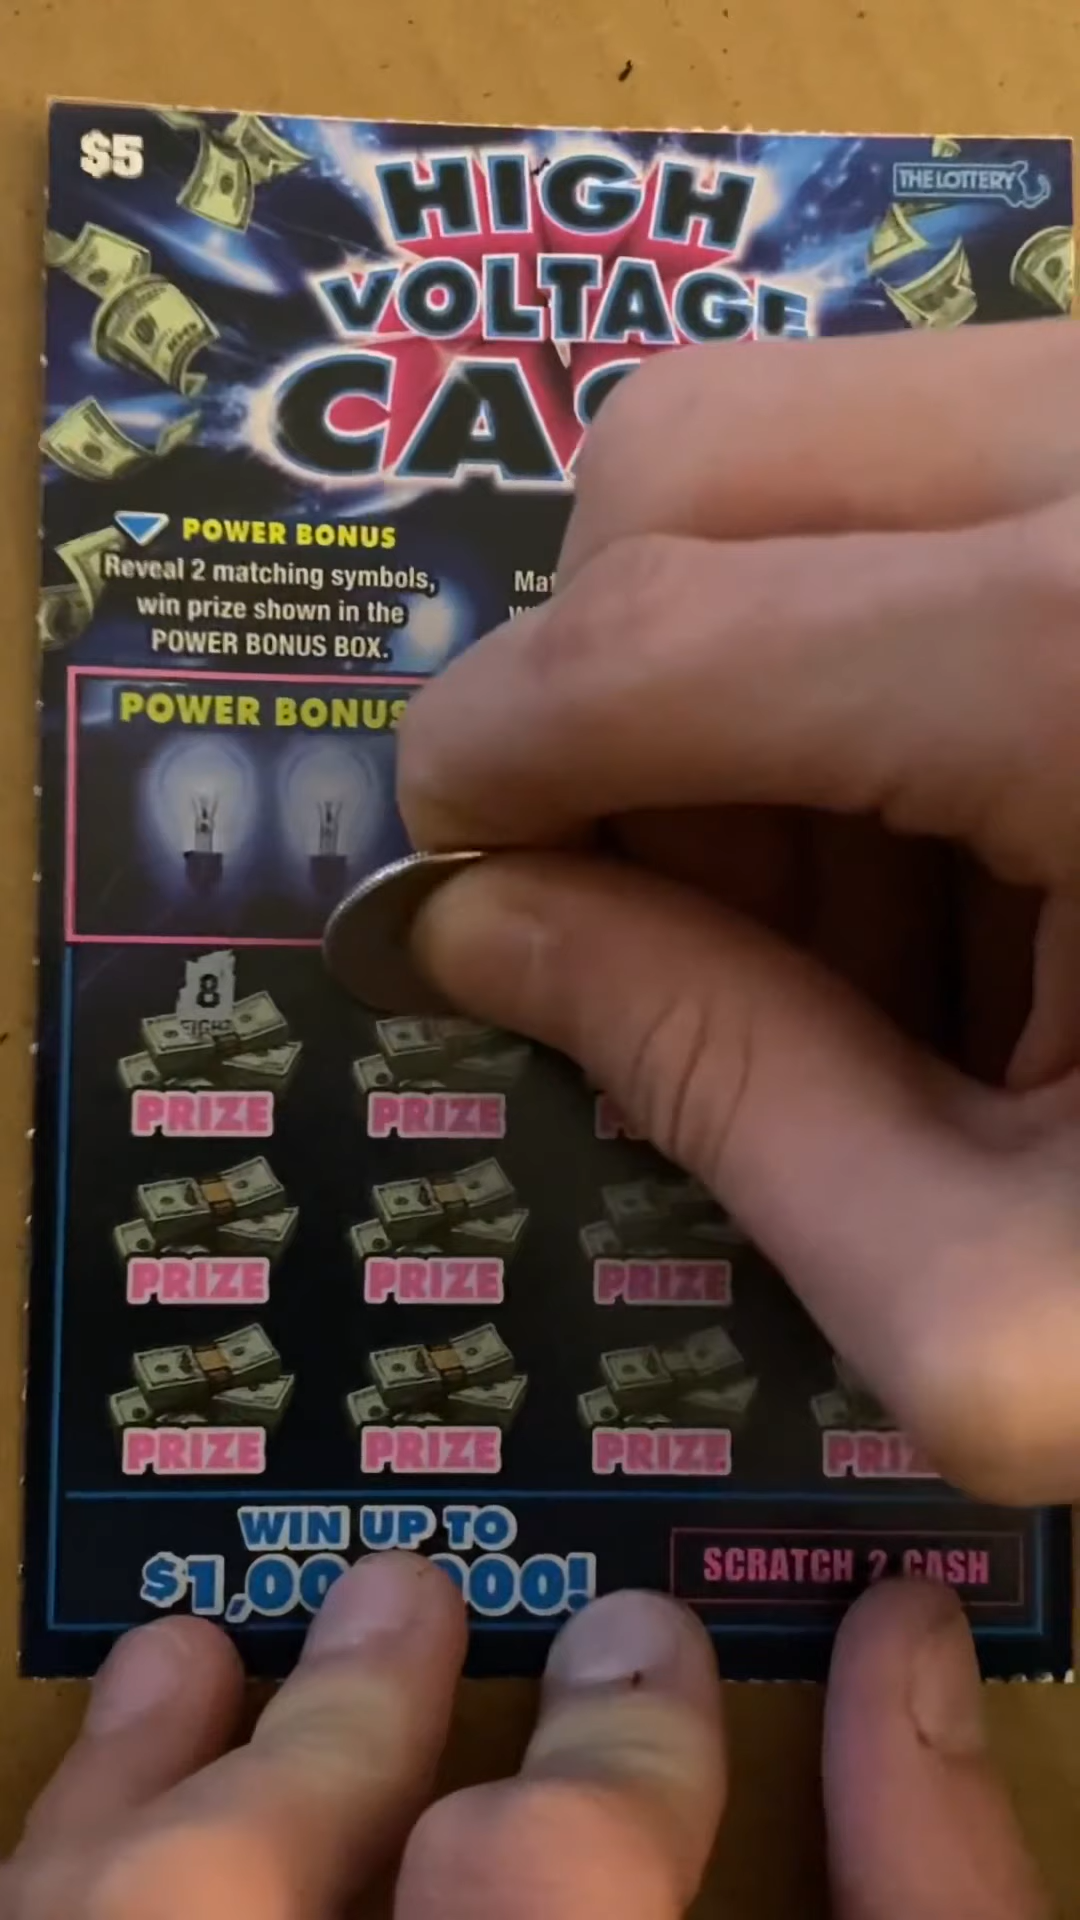 $5
THE LOTTERY
HIGH
VOLTAGE
POWER BONUS
Reveal 2 matching symbols,
win prize shown in the
POWER BONUS BOX.
POWER BONUS
8
EIGHT
PRIZE PRIZE
PRIZE PRIZE PRIZE
PRIZE PRIZE PRIZE
WIN UP TO
SCRATCH 2 CASH